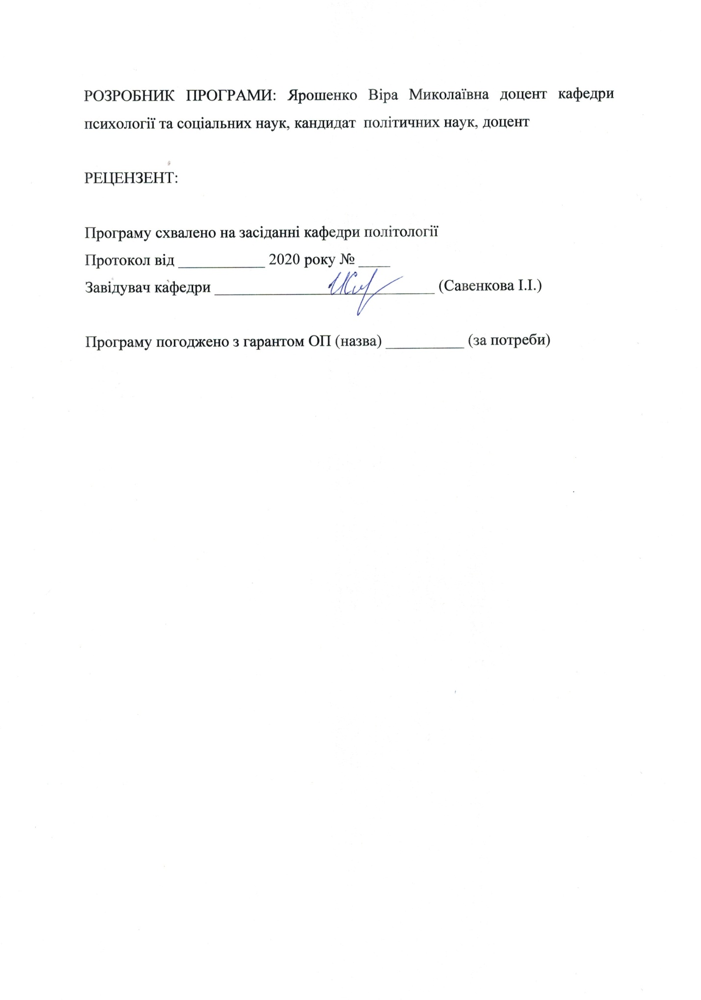 РОЗРОБНИК ПРОГРАМИ: Ярошенко Віра Миколаївна доцент кафедри
психології та соціальних наук, кандидат політичних наук, доцент
РЕЦЕНЗЕНТ:
Програму схвалено на засіданні кафедри політології
Протокол від ___________ 2020 року № ____
Завідувач кафедри ____________________________ (Савенкова І.І.)
Програму погоджено з гарантом ОП (назва) __________ (за потреби)